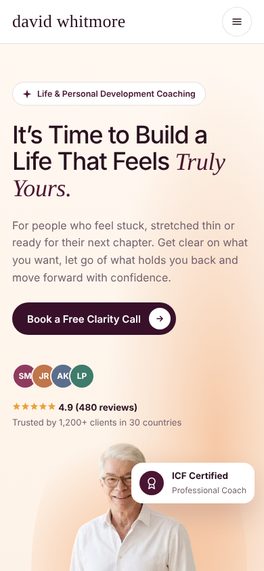 david whitmore
Life & Personal Development Coaching
It's Time to Build a
Life That Feels Truly
Yours.
For people who feel stuck, stretched thin or
ready for their next chapter. Get clear on what
you want, let go of what holds you back and
move forward with confidence.
Book a Free Clarity Call
SM JR AK LP
★★★★★ 4.9 (480 reviews)
Trusted by 1,200+ clients in 30 countries
ICF Certified
Professional Coach